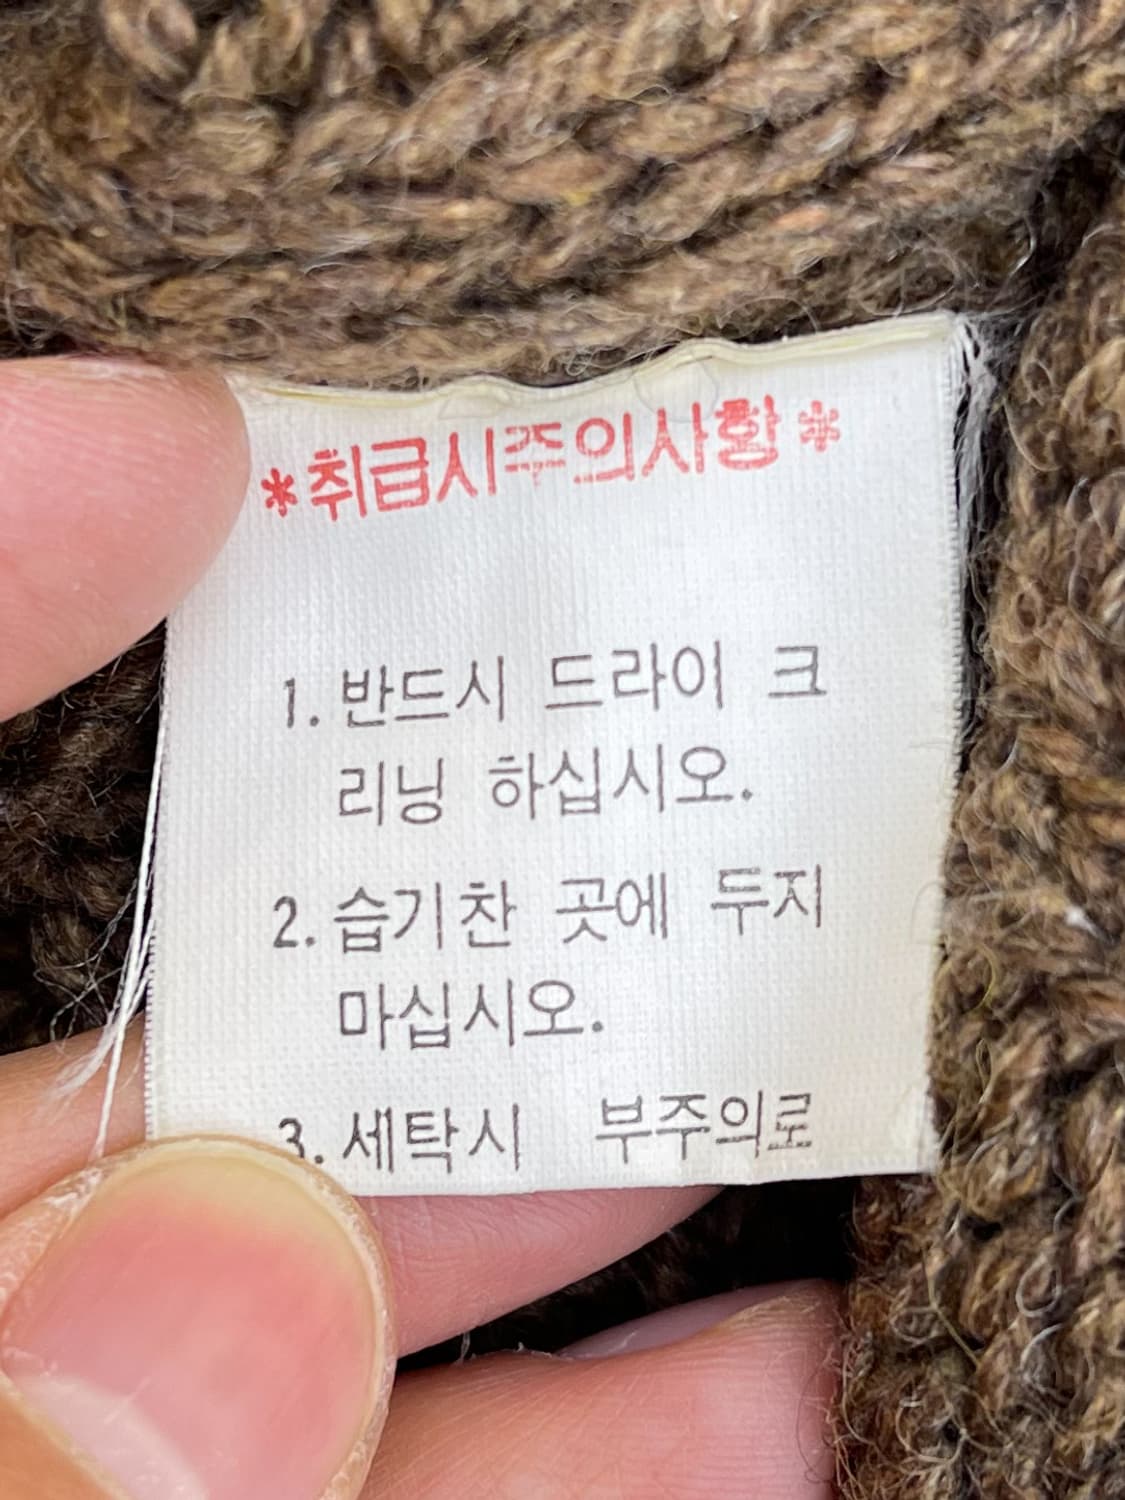 *취급시주의사항*
1. 반드시 드라이 크
리닝 하십시오.
2. 습기찬 곳에 두지
마십시오.
3. 세탁시 부주의로